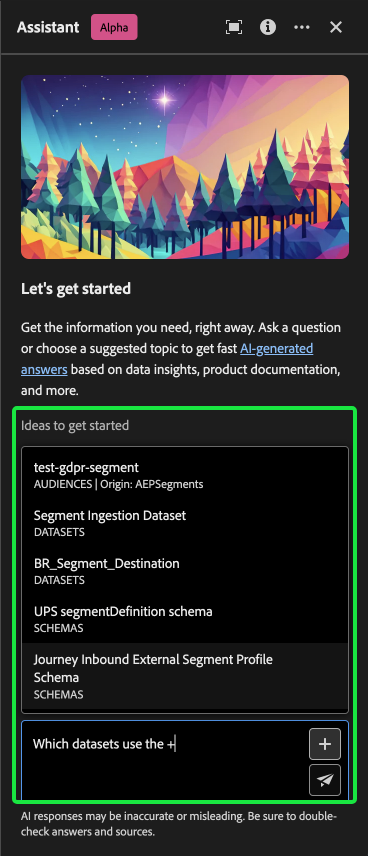 Assistant Alpha
Let's get started
Get the information you need, right away. Ask a question
or choose a suggested topic to get fast AI-generated
answers based on data insights, product documentation,
and more.
Ideas to get started
test-gdpr-segment
AUDIENCES | Origin: AEPSegments
Segment Ingestion Dataset
DATASETS
BR_Segment_Destination
DATASETS
UPS segmentDefinition schema
SCHEMAS
Journey Inbound External Segment Profile
Schema
SCHEMAS
Which datasets use the +
AI responses may be inaccurate or misleading. Be sure to double-
check answers and sources.